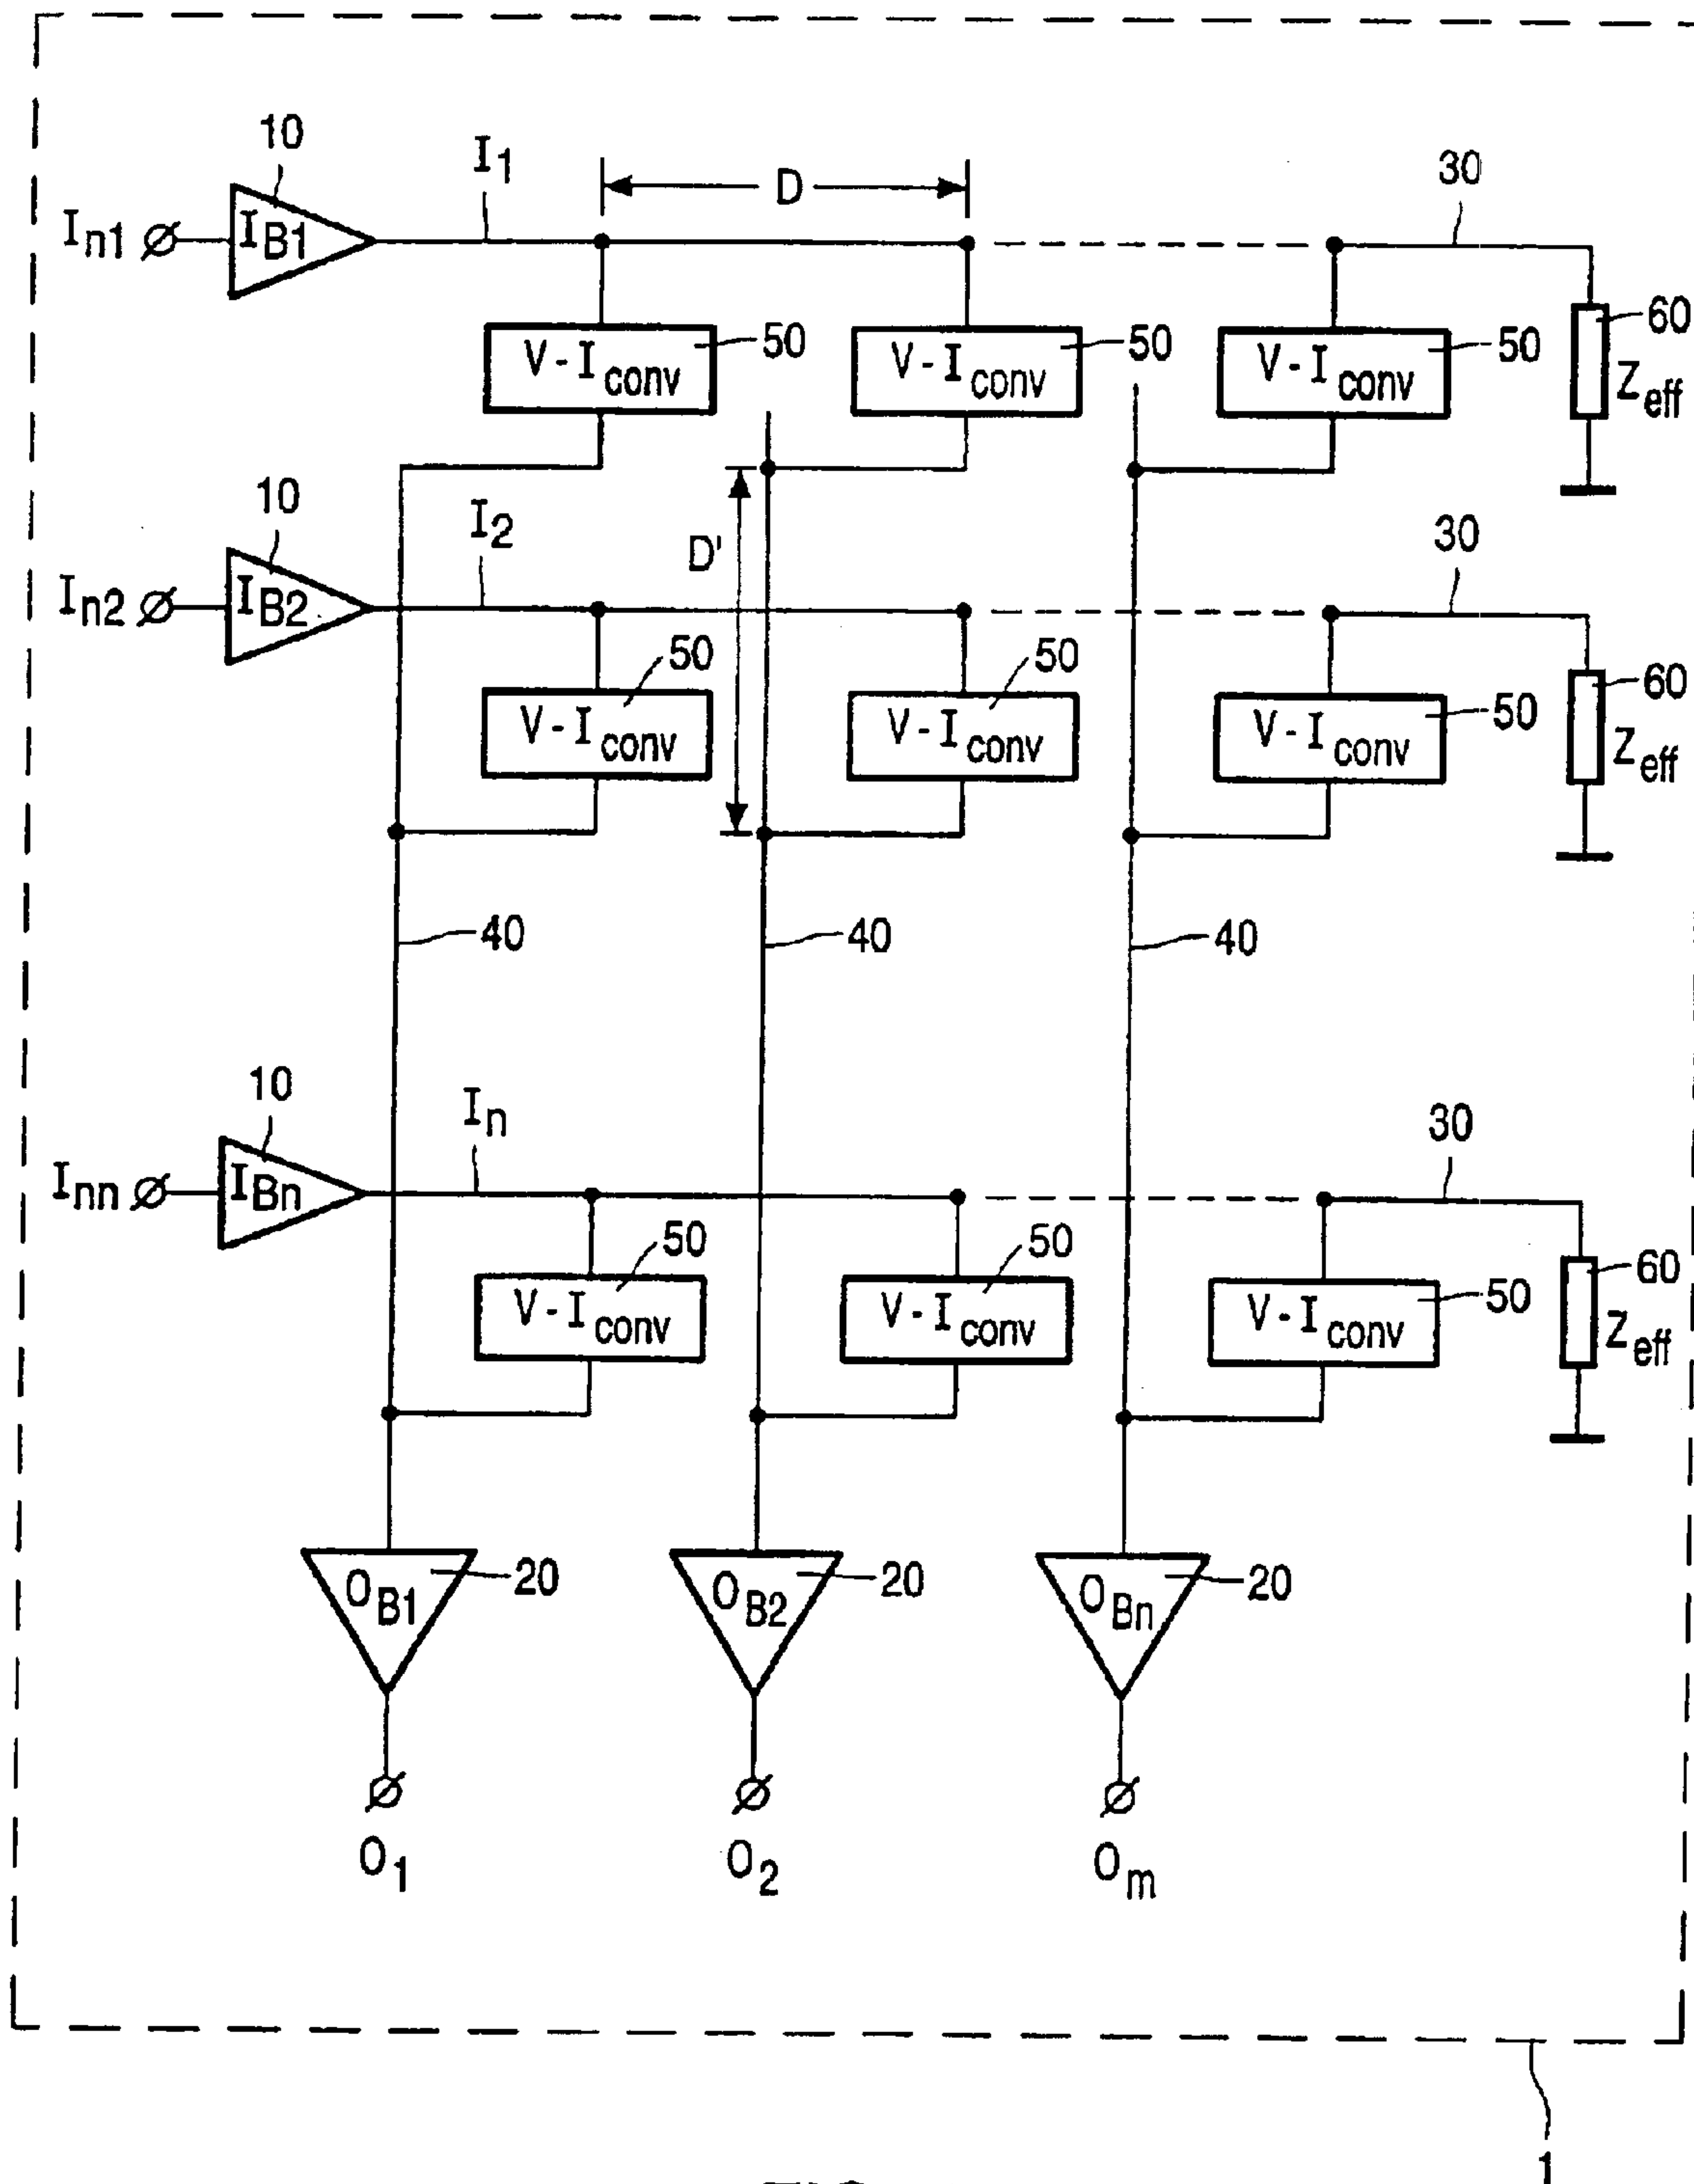 10 I1 D 30
In1 IB1
V-Iconv 50 V-Iconv 50 V-Iconv 50 60 Zeff
10 I2 D' 30
In2 IB2
V-Iconv 50 V-Iconv 50 V-Iconv 50 60 Zeff
40 40 40
10 In 30
Inn IBn
V-Iconv 50 V-Iconv 50 V-Iconv 50 60 Zeff
OB1 20 OB2 20 OBn 20
O1 O2 Om
1